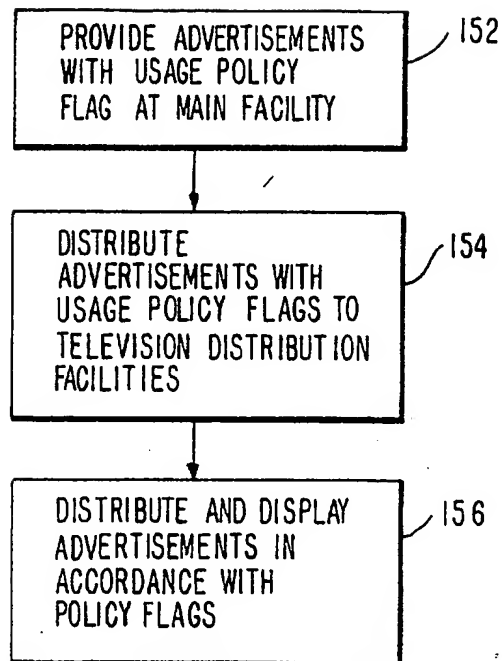 PROVIDE ADVERTISEMENTS
WITH USAGE POLICY
FLAG AT MAIN FACILITY
152
DISTRIBUTE
ADVERTISEMENTS WITH
USAGE POLICY FLAGS TO
TELEVISION DISTRIBUTION
FACILITIES
154
DISTRIBUTE AND DISPLAY
ADVERTISEMENTS IN
ACCORDANCE WITH
POLICY FLAGS
156